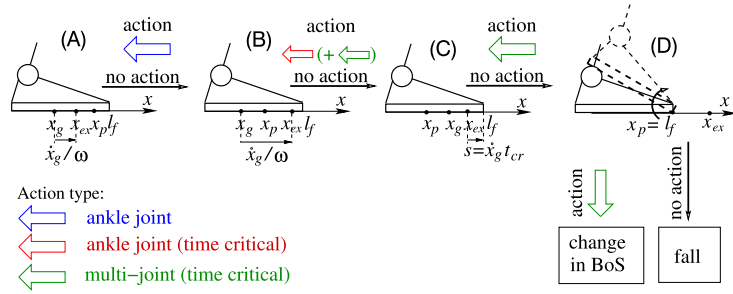 (A)
action
no action
x
x_g x_ex x_p l_f
ẋ_g/ω
(B)
action
(+ )
no action
x
x_g x_p x_ex l_f
ẋ_g/ω
(C)
action
no action
x
x_p x_g x_ex l_f
s=ẋ_g t_cr
(D)
x
x_p = l_f
x_ex
action
no action
change
in BoS
fall
Action type:
ankle joint
ankle joint (time critical)
multi−joint (time critical)